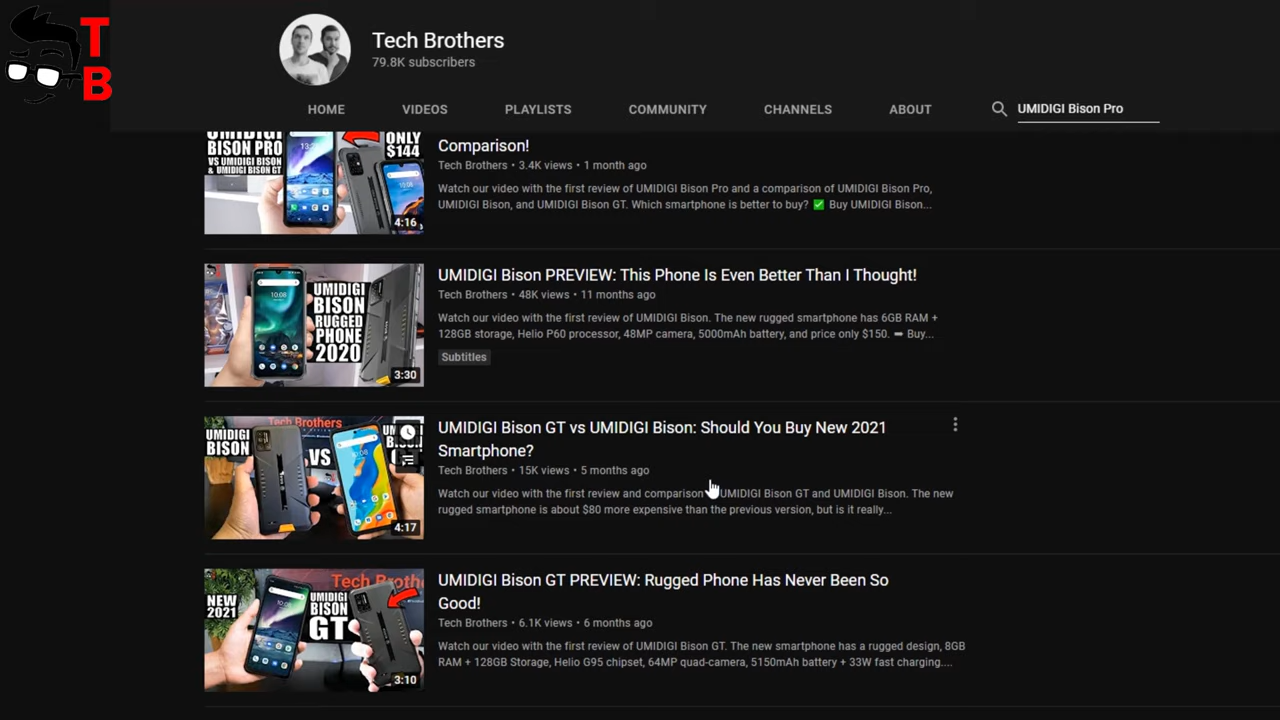 T
B
Tech Brothers
79.8K subscribers
HOME VIDEOS PLAYLISTS COMMUNITY CHANNELS ABOUT UMIDIGI Bison Pro
UMIDIGI
BISON PRO
VS UMIDIGI BISON
& UMIDIGI BISON GT
ONLY
$144
4:16
Comparison!
Tech Brothers • 3.4K views • 1 month ago
Watch our video with the first review of UMIDIGI Bison Pro and a comparison of UMIDIGI Bison Pro,
UMIDIGI Bison, and UMIDIGI Bison GT. Which smartphone is better to buy? ✅ Buy UMIDIGI Bison...
UMIDIGI
BISON
RUGGED
PHONE
2020
3:30
UMIDIGI Bison PREVIEW: This Phone Is Even Better Than I Thought!
Tech Brothers • 48K views • 11 months ago
Watch our video with the first review of UMIDIGI Bison. The new rugged smartphone has 6GB RAM +
128GB storage, Helio P60 processor, 48MP camera, 5000mAh battery, and price only $150. ➡ Buy...
Subtitles
Tech Brothers
UMIDIGI
BISON
VS
4:17
UMIDIGI Bison GT vs UMIDIGI Bison: Should You Buy New 2021
Smartphone?
Tech Brothers • 15K views • 5 months ago
Watch our video with the first review and comparison UMIDIGI Bison GT and UMIDIGI Bison. The new
rugged smartphone is about $80 more expensive than the previous version, but is it really...
Tech Broth
NEW
2021
UMIDIGI
BISON
GT
3:10
UMIDIGI Bison GT PREVIEW: Rugged Phone Has Never Been So
Good!
Tech Brothers • 6.1K views • 6 months ago
Watch our video with the first review of UMIDIGI Bison GT. The new smartphone has a rugged design, 8GB
RAM + 128GB Storage, Helio G95 chipset, 64MP quad-camera, 5150mAh battery + 33W fast charging....